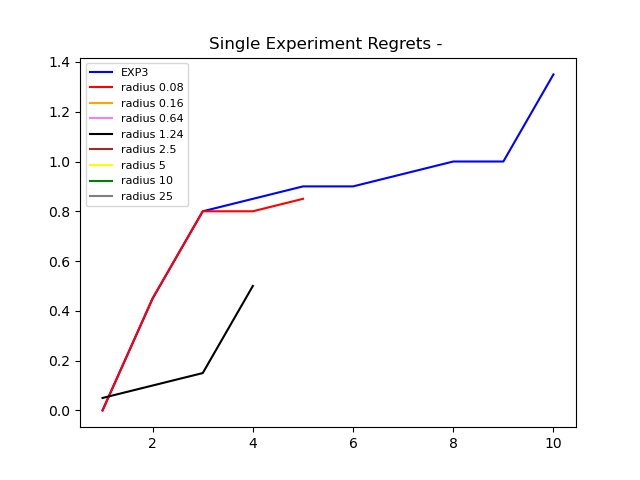 Single Experiment Regrets -
1.4
1.2
1.0
0.8
0.6
0.4
0.2
0.0
EXP3
radius 0.08
radius 0.16
radius 0.64
radius 1.24
radius 2.5
radius 5
radius 10
radius 25
2 4 6 8 10